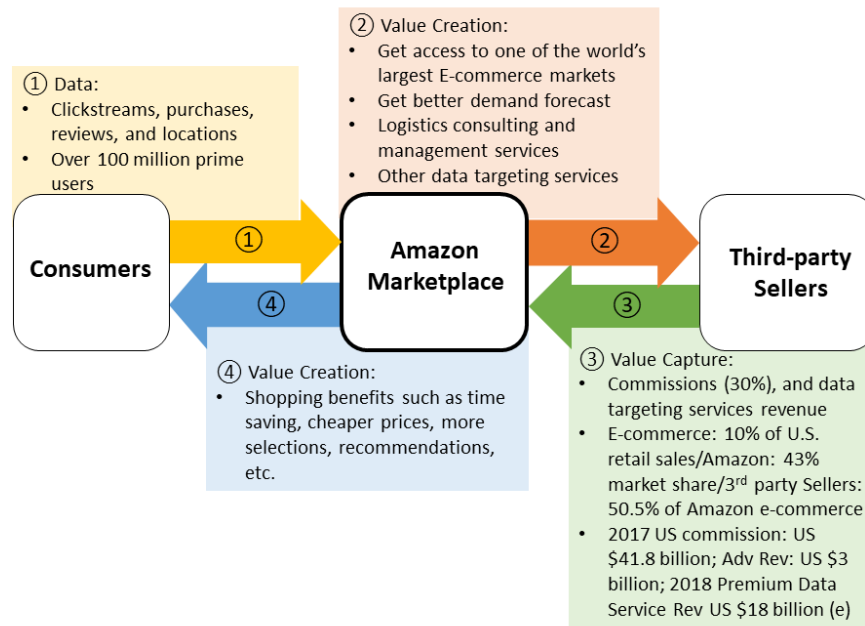 ① Data:
• Clickstreams, purchases,
reviews, and locations
• Over 100 million prime
users
② Value Creation:
• Get access to one of the world's
largest E-commerce markets
• Get better demand forecast
• Logistics consulting and
management services
• Other data targeting services
Consumers
①
④
Amazon
Marketplace
②
③
Third-party
Sellers
④ Value Creation:
• Shopping benefits such as time
saving, cheaper prices, more
selections, recommendations,
etc.
③ Value Capture:
• Commissions (30%), and data
targeting services revenue
• E-commerce: 10% of U.S.
retail sales/Amazon: 43%
market share/3rd party Sellers:
50.5% of Amazon e-commerce
• 2017 US commission: US
$41.8 billion; Adv Rev: US $3
billion; 2018 Premium Data
Service Rev US $18 billion (e)